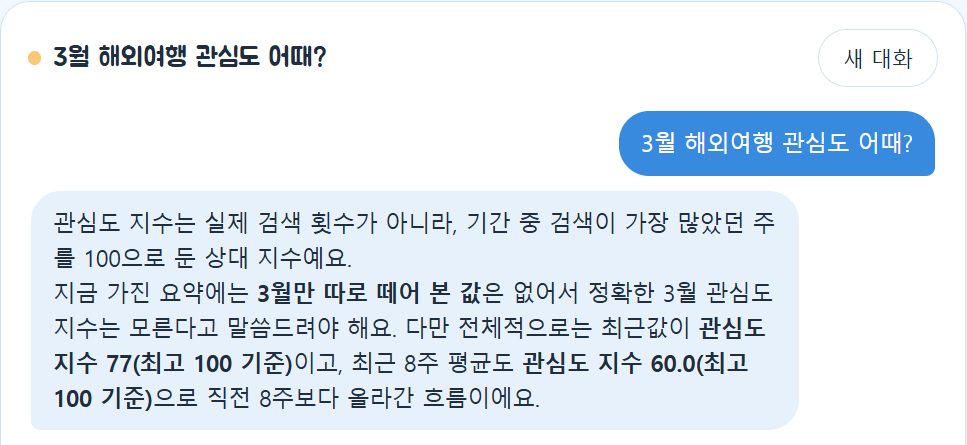 3월 해외여행 관심도 어때?
새 대화
3월 해외여행 관심도 어때?
관심도 지수는 실제 검색 횟수가 아니라, 기간 중 검색이 가장 많았던 주
를 100으로 둔 상대 지수예요.
지금 가진 요약에는 3월만 따로 떼어 본 값은 없어서 정확한 3월 관심도
지수는 모른다고 말씀드려야 해요. 다만 전체적으로는 최근값이 관심도
지수 77(최고 100 기준)이고, 최근 8주 평균도 관심도 지수 60.0(최고
100 기준)으로 직전 8주보다 올라간 흐름이에요.